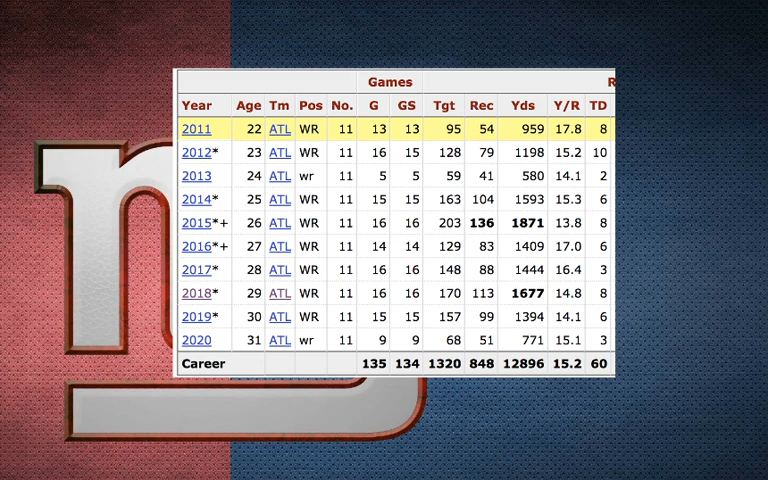 Games R
Year Age Tm Pos No. G GS Tgt Rec Yds Y/R TD
2011 22 ATL WR 11 13 13 95 54 959 17.8 8
2012* 23 ATL WR 11 16 15 128 79 1198 15.2 10
2013 24 ATL wr 11 5 5 59 41 580 14.1 2
2014* 25 ATL WR 11 15 15 163 104 1593 15.3 6
2015*+ 26 ATL WR 11 16 16 203 136 1871 13.8 8
2016*+ 27 ATL WR 11 14 14 129 83 1409 17.0 6
2017* 28 ATL WR 11 16 16 148 88 1444 16.4 3
2018* 29 ATL WR 11 16 16 170 113 1677 14.8 8
2019* 30 ATL WR 11 15 15 157 99 1394 14.1 6
2020 31 ATL wr 11 9 9 68 51 771 15.1 3
Career 135 134 1320 848 12896 15.2 60